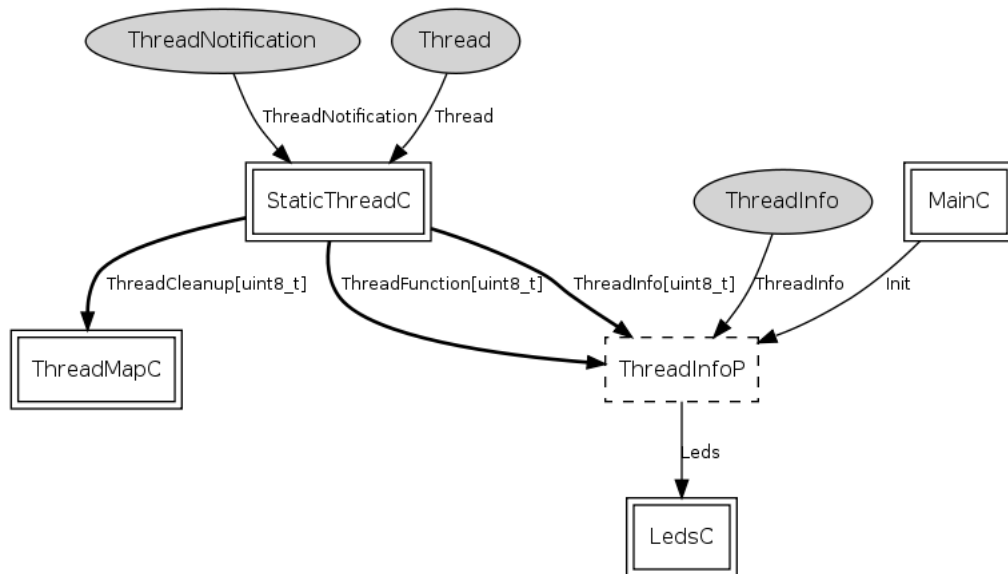 ThreadNotification
Thread
ThreadNotification
Thread
StaticThreadC
ThreadInfo
MainC
ThreadCleanup[uint8_t]
ThreadFunction[uint8_t]
ThreadInfo[uint8_t]
ThreadInfo
Init
ThreadMapC
ThreadInfoP
Leds
LedsC